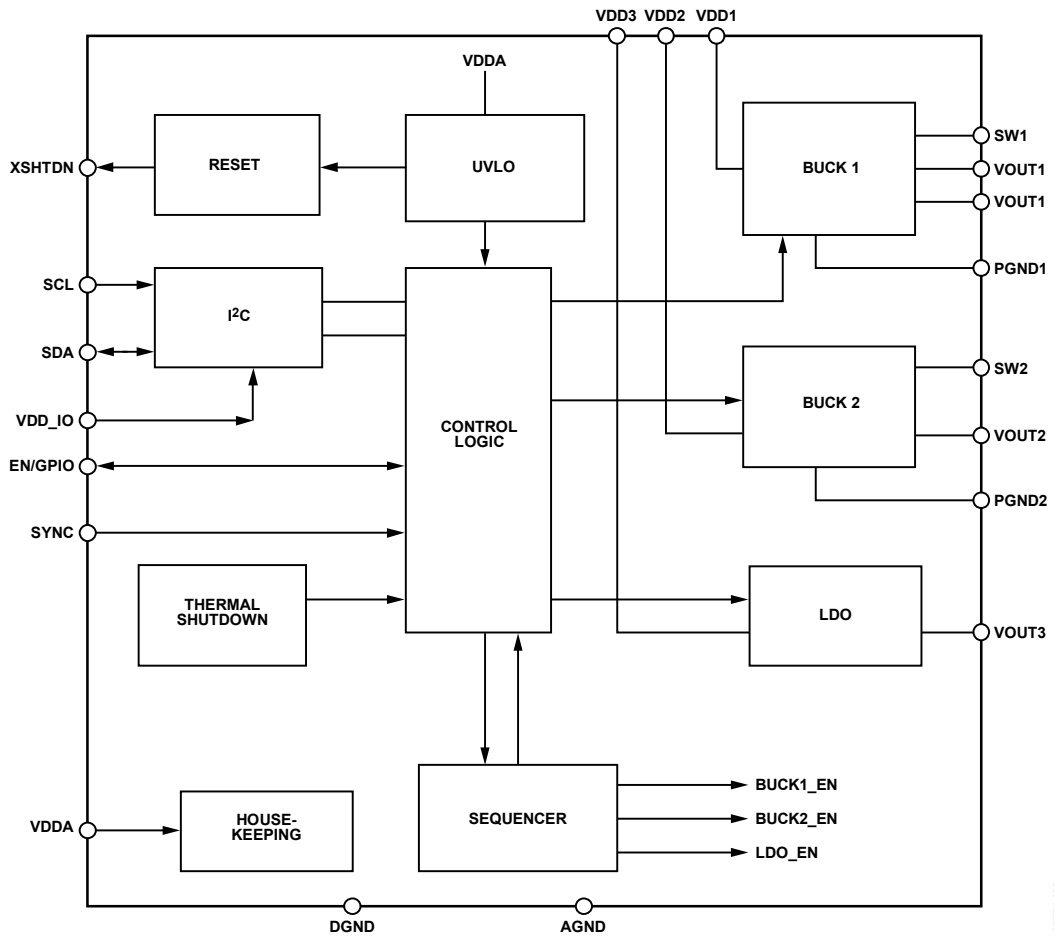 VDD3 VDD2 VDD1
VDDA
RESET
UVLO
BUCK 1
SW1
XSHTDN
VOUT1
VOUT1
PGND1
SCL
I²C
SDA
BUCK 2
SW2
VDD_IO
CONTROL
LOGIC
VOUT2
EN/GPIO
PGND2
SYNC
THERMAL
SHUTDOWN
LDO
VOUT3
BUCK1_EN
HOUSE-
KEEPING
SEQUENCER
BUCK2_EN
VDDA
LDO_EN
DGND
AGND